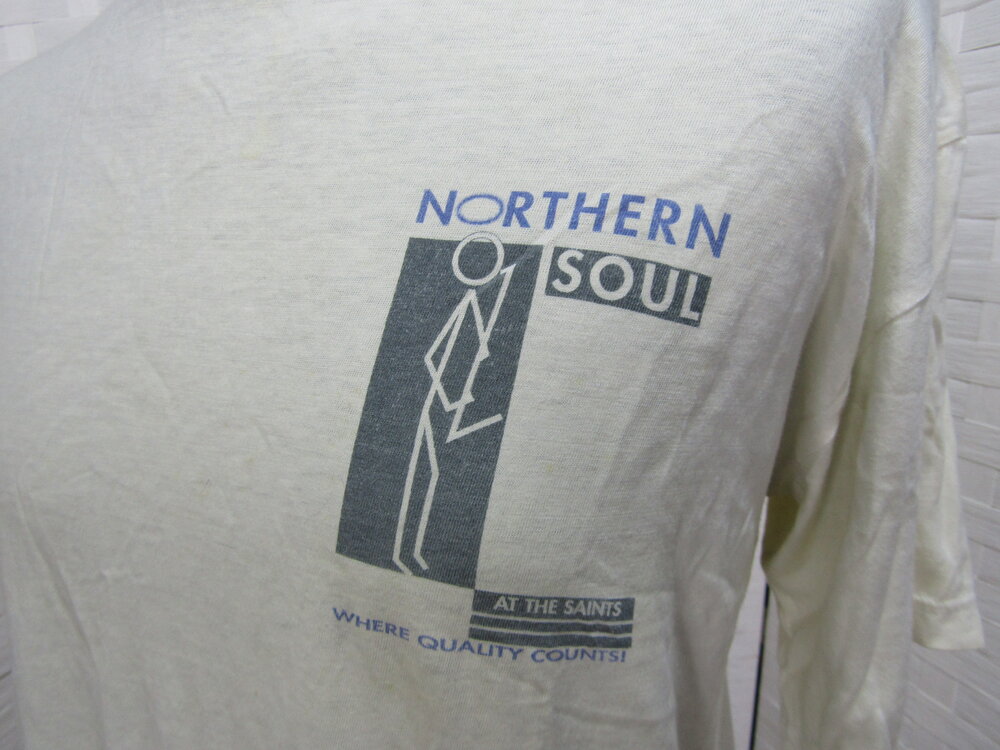 NORTHERN
SOUL
AT THE SAINTS
WHERE QUALITY COUNTS!